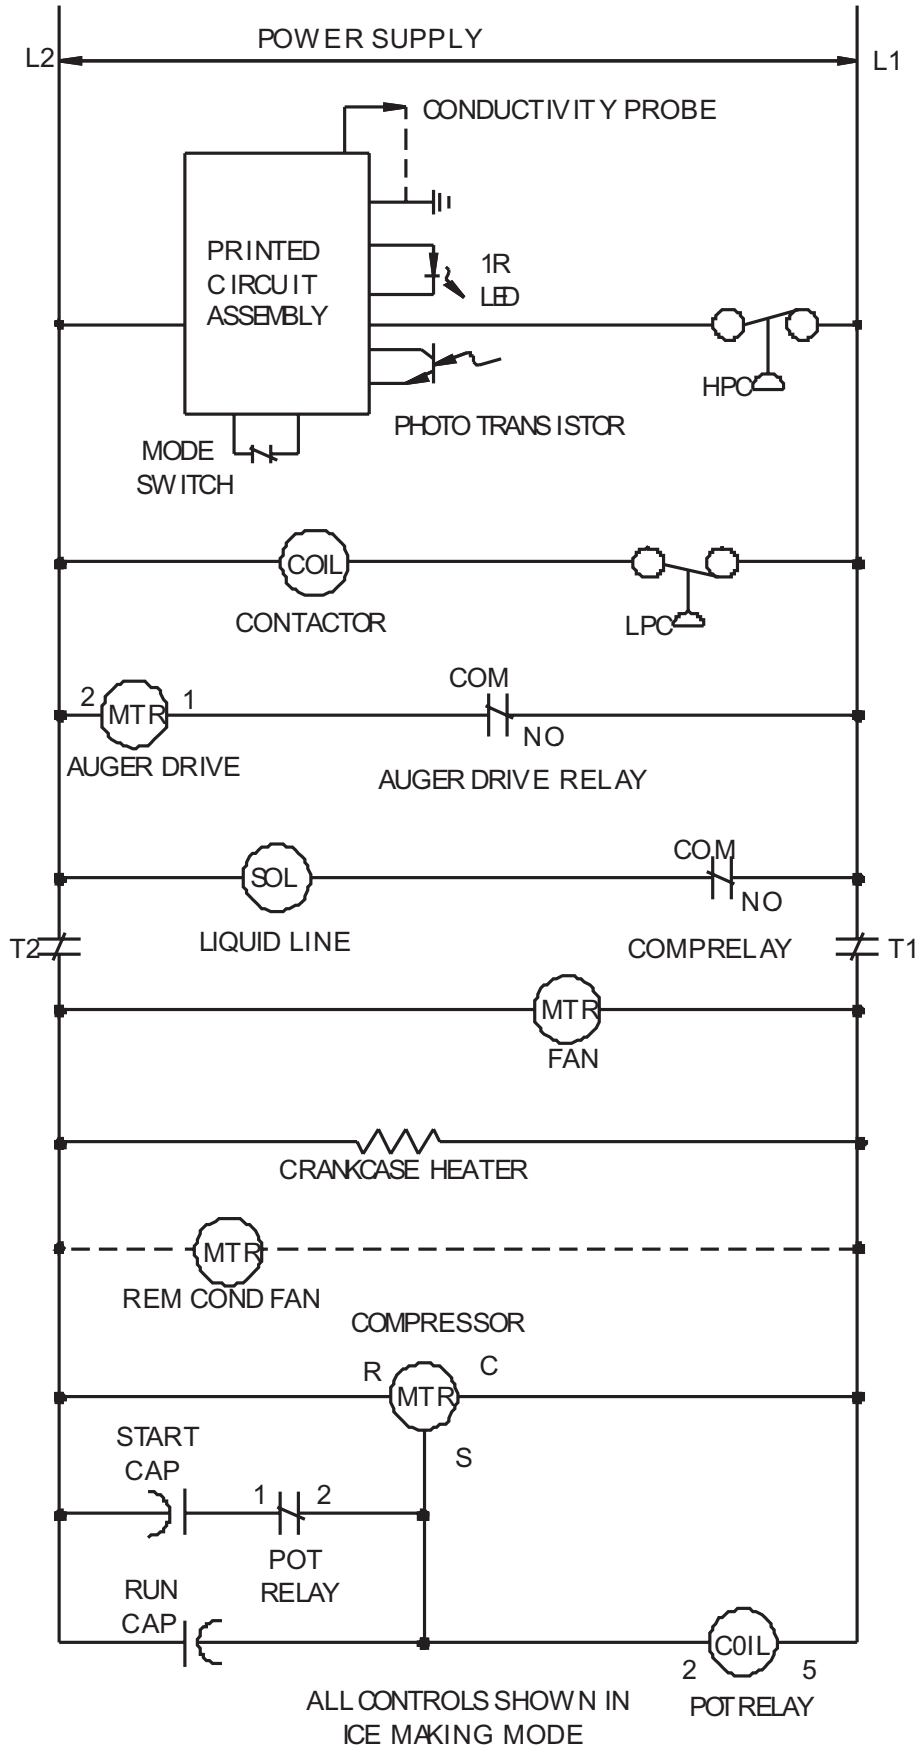 POWER SUPPLY
L2
L1
CONDUCTIVITY PROBE
PRINTED
CIRCUIT
ASSEMBLY
1R
LED
HPC
PHOTO TRANSISTOR
MODE
SWITCH
COIL
CONTACTOR
LPC
2
MTR
1
COM
NO
AUGER DRIVE
AUGER DRIVE RELAY
SOL
COM
NO
LIQUID LINE
COMPRELAY
T2
T1
MTR
FAN
CRANKCASE HEATER
MTR
REM COND FAN
COMPRESSOR
R
MTR
C
S
START
CAP
1
2
POT
RELAY
RUN
CAP
C0IL
2
5
POT RELAY
ALL CONTROLS SHOWN IN
ICE MAKING MODE